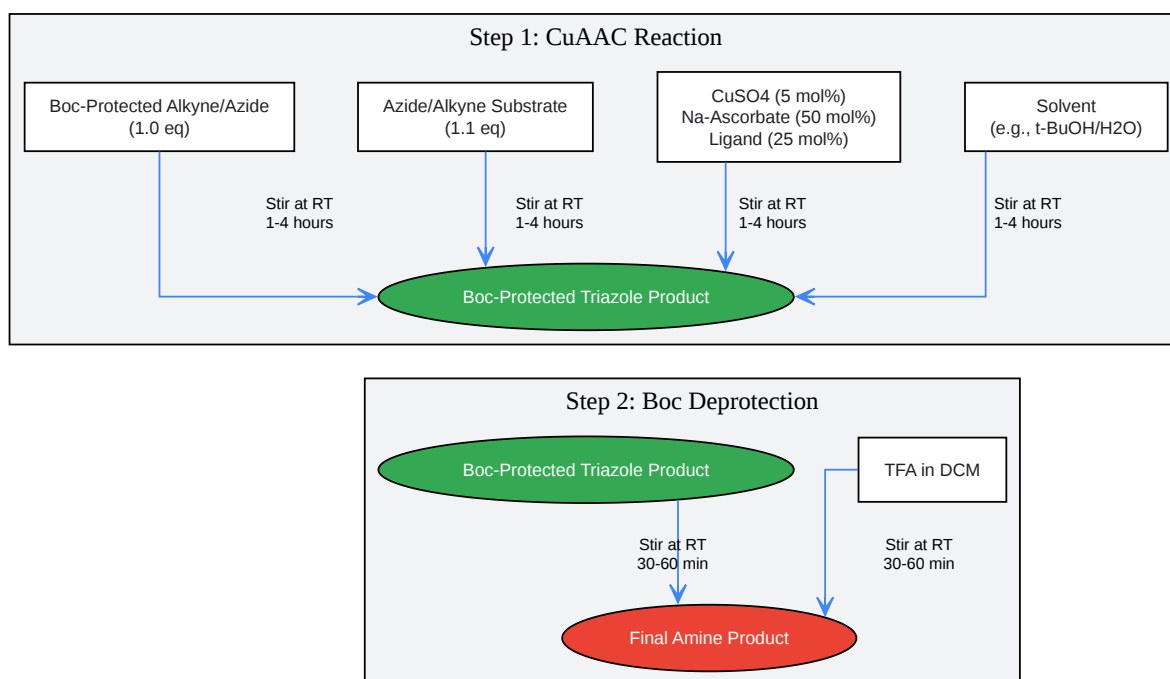 Step 1: CuAAC Reaction
Boc-Protected Alkyne/Azide
(1.0 eq)
Azide/Alkyne Substrate
(1.1 eq)
CuSO4 (5 mol%)
Na-Ascorbate (50 mol%)
Ligand (25 mol%)
Solvent
(e.g., t-BuOH/H2O)
Stir at RT
1-4 hours
Stir at RT
1-4 hours
Stir at RT
1-4 hours
Stir at RT
1-4 hours
Boc-Protected Triazole Product
Step 2: Boc Deprotection
Boc-Protected Triazole Product
TFA in DCM
Stir at RT
30-60 min
Stir at RT
30-60 min
Final Amine Product